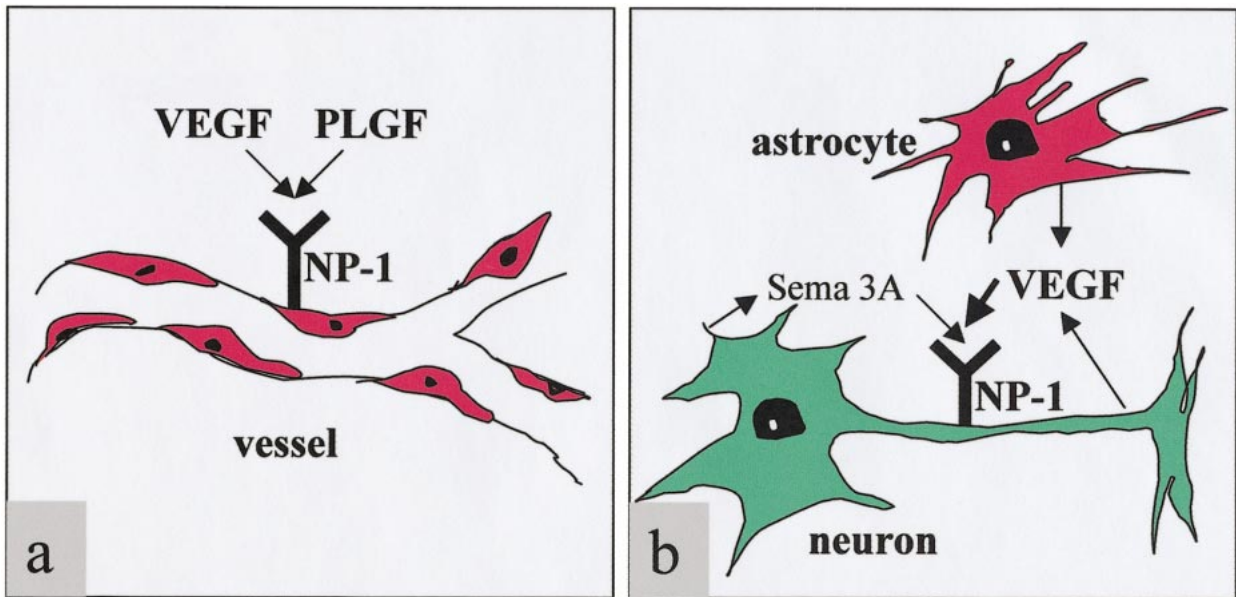 VEGF PLGF
NP-1
vessel
a
astrocyte
Sema 3A VEGF
NP-1
neuron
b